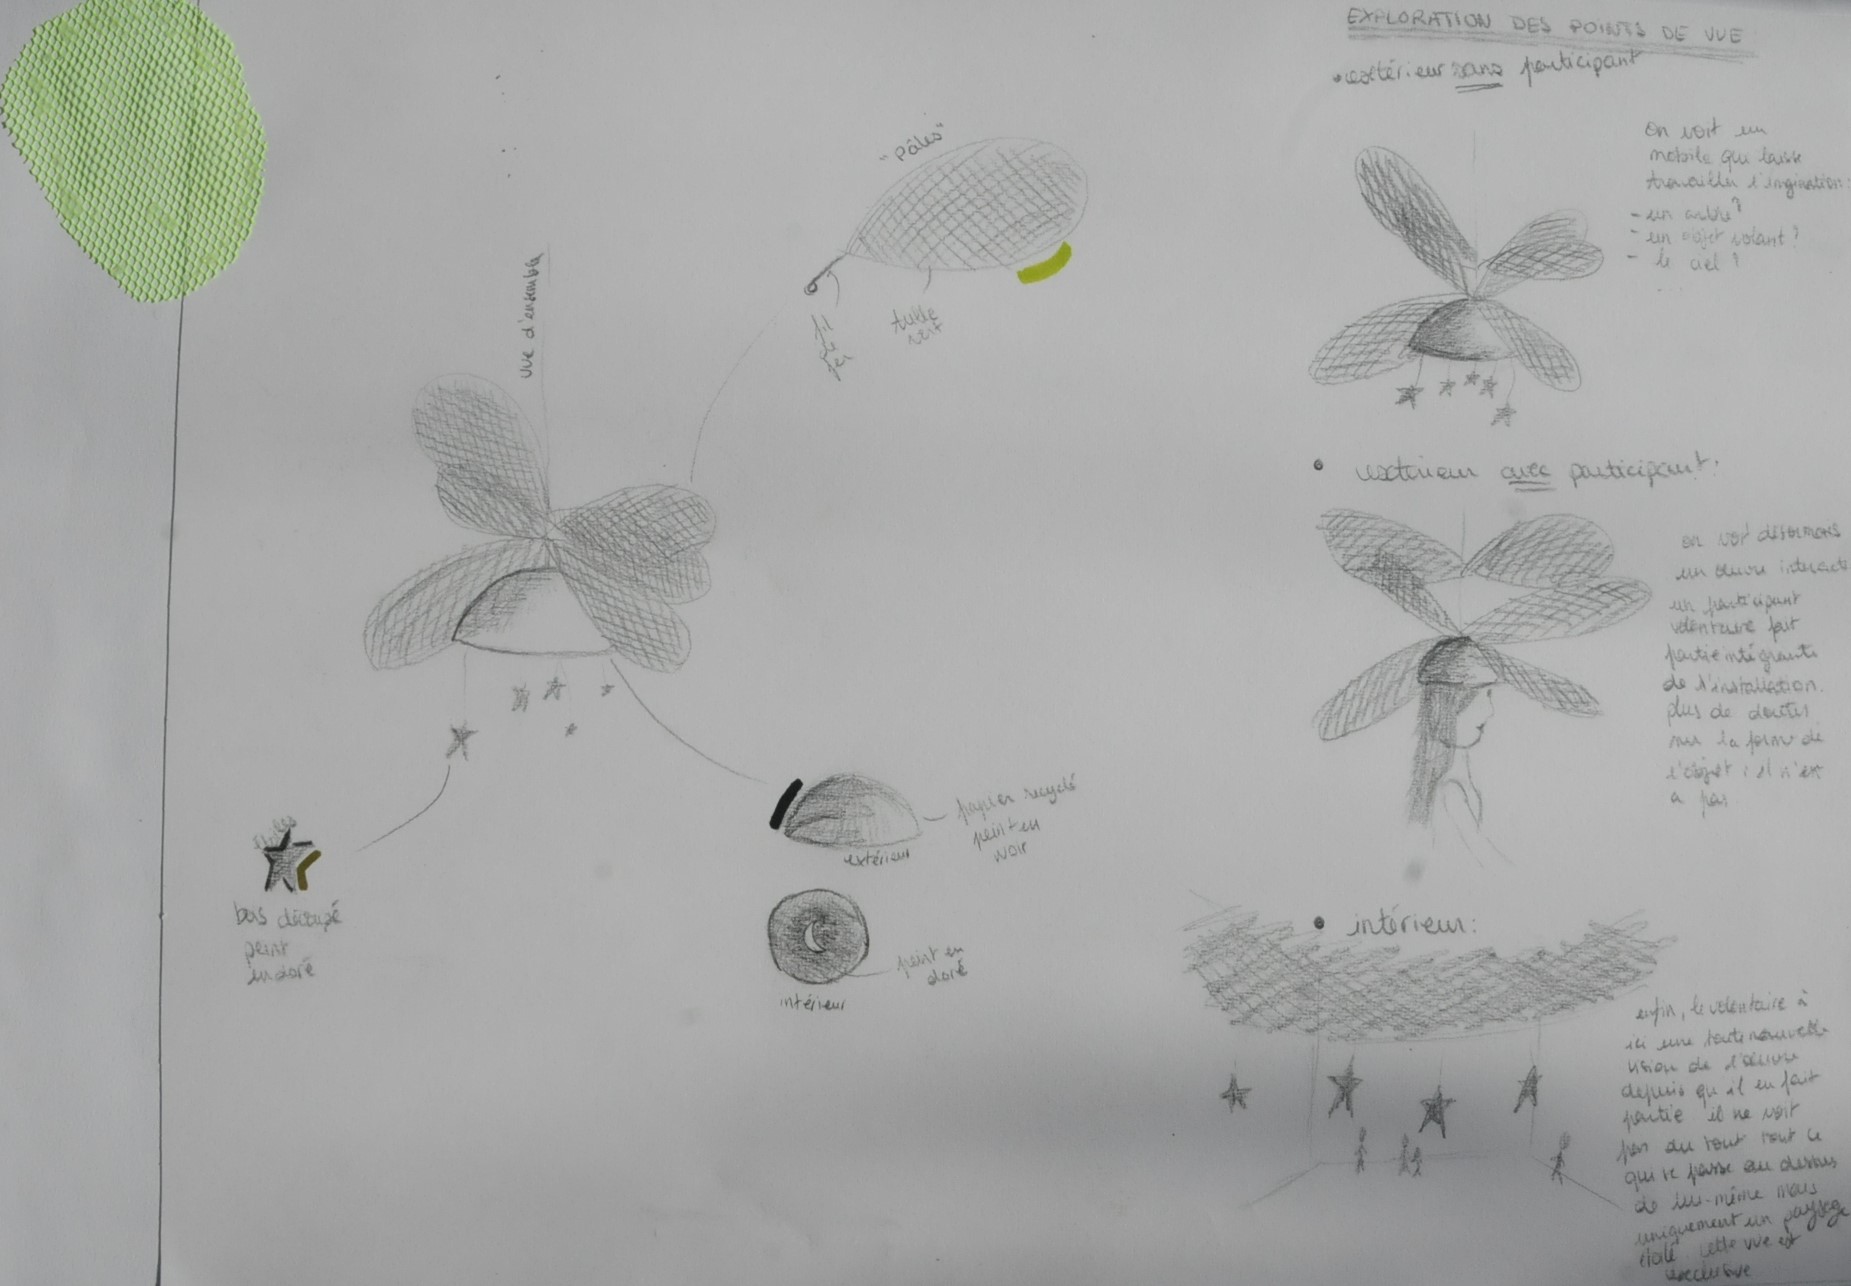 EXPLORATION DES POINTS DE VUE
• extérieur sans participant
On voit un
mobile qui laisse
travailler l'imgination:
- un arbre?
- un objet volant?
- le ciel?
...
"pâles"
fil
de
fer
tulle
vert
vue d'ensemble
• extérieur avec participant:
on voit désormais
un œuvre
un participant
volontaire fait
partie intégrante
de l'installation.
plus de doutes
sur la forme de
l'objet : il n'en
a pas
étoiles
bois découpé
peint
en doré
papier recyclé
peint en
noir
extérieur
peint en
doré
intérieur
• intérieur:
enfin, le volontaire à
ici une toute nouvelle
vision de l'œuvre
depuis qu'il en fait
partie il ne voit
pas du tout tout ce
qui se passe au dessus
de lui-même mais
uniquement un paysage
étoilé cette vue est
exclusive